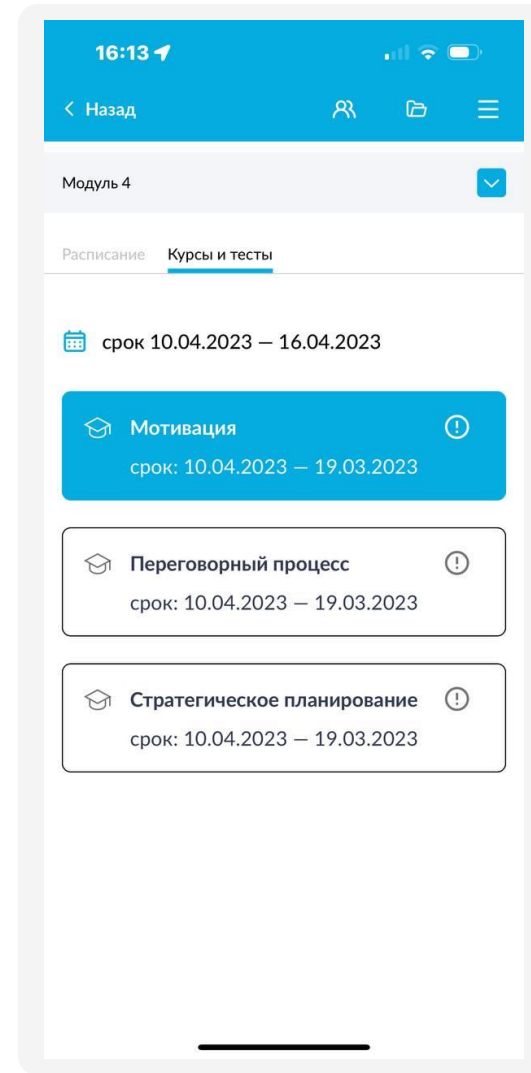 16:13
Назад
Модуль 4
Расписание Курсы и тесты
срок 10.04.2023 — 16.04.2023
Мотивация
срок: 10.04.2023 — 19.03.2023
Переговорный процесс
срок: 10.04.2023 — 19.03.2023
Стратегическое планирование
срок: 10.04.2023 — 19.03.2023